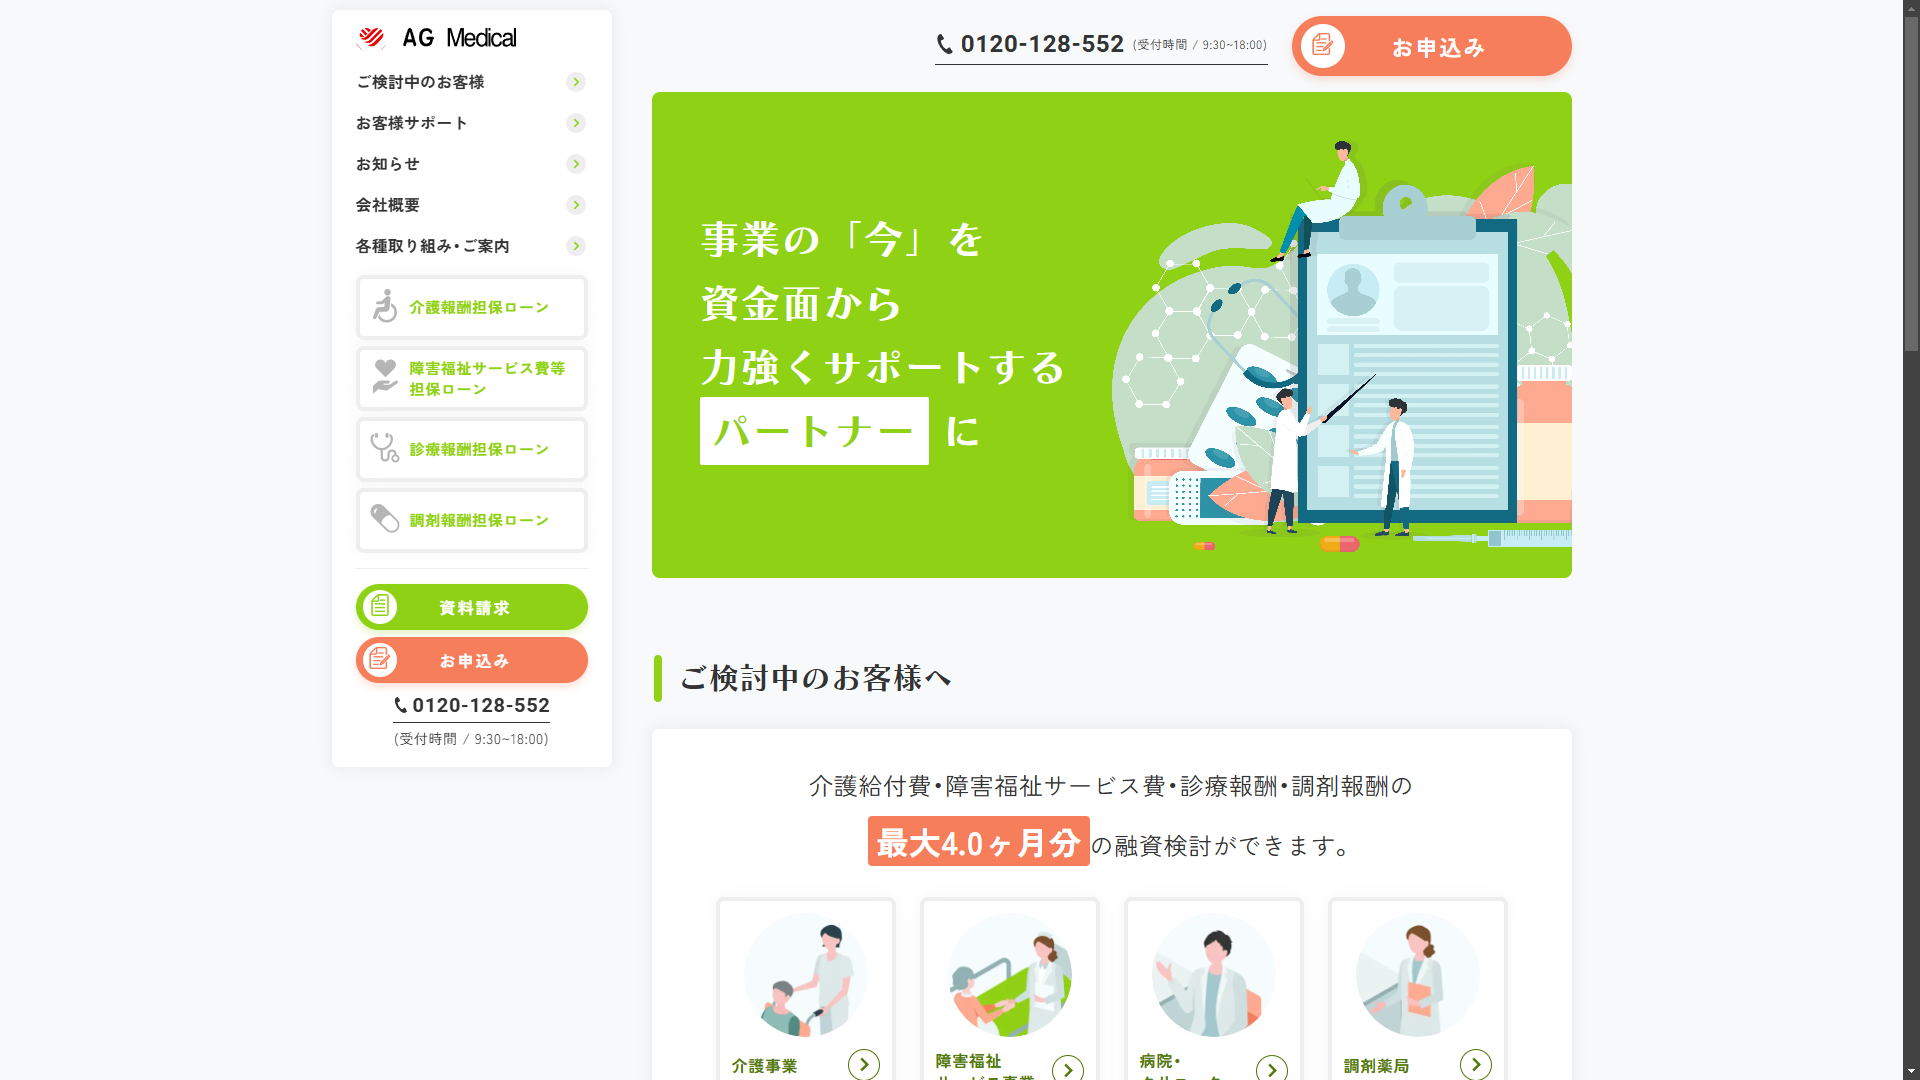 AG Medical
ご検討中のお客様
お客様サポート
お知らせ
会社概要
各種取り組み・ご案内
介護報酬担保ローン
障害福祉サービス費等
担保ローン
診療報酬担保ローン
調剤報酬担保ローン
資料請求
お申込み
0120-128-552
(受付時間 / 9:30~18:00)
0120-128-552 (受付時間 / 9:30~18:00)
お申込み
事業の「今」を
資金面から
力強くサポートする
パートナー に
ご検討中のお客様へ
介護給付費・障害福祉サービス費・診療報酬・調剤報酬の
最大4.0ヶ月分の融資検討ができます。
介護事業
障害福祉
病院・
調剤薬局